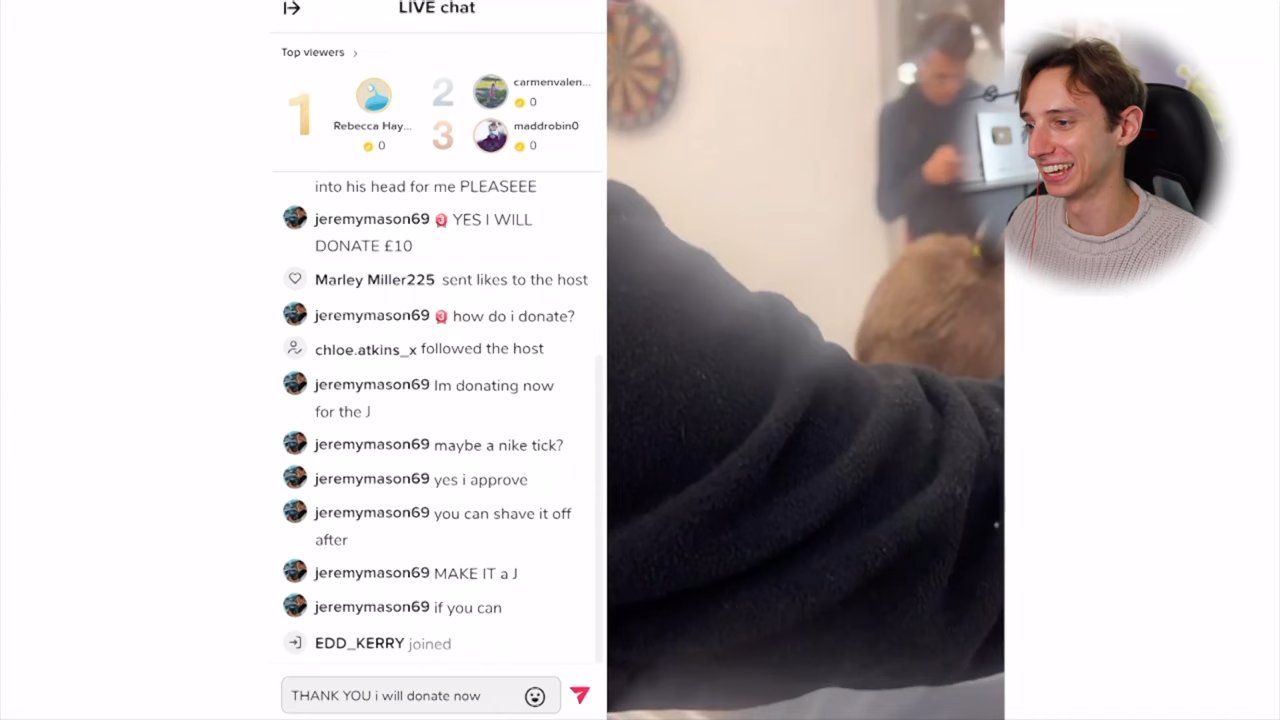 LIVE chat
Top viewers >
1
Rebecca Hay...
0
2
carmenvalen...
0
3
maddrobin0
0
into his head for me PLEASEEE
jeremymason69 3 YES I WILL
DONATE £10
Marley Miller225 sent likes to the host
jeremymason69 3 how do i donate?
chloe.atkins_x followed the host
jeremymason69 Im donating now
for the J
jeremymason69 maybe a nike tick?
jeremymason69 yes i approve
jeremymason69 you can shave it off
after
jeremymason69 MAKE IT a J
jeremymason69 if you can
EDD_KERRY joined
THANK YOU i will donate now